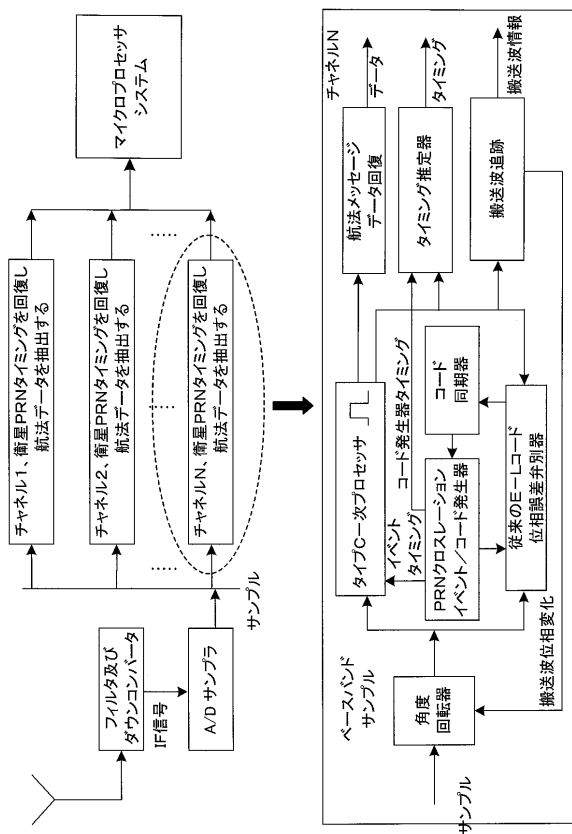 フィルタ及び
ダウンコンバータ
IF信号
A/D サンプラ
サンプル
チャネル1、衛星PRNタイミングを回復し
航法データを抽出する
チャネル2、衛星PRNタイミングを回復し
航法データを抽出する
チャネルN、衛星PRNタイミングを回復し
航法データを抽出する
マイクロプロセッサ
システム
サンプル
角度
回転器
ベースバンド
サンプル
搬送波位相変化
タイプC一次プロセッサ
イベント
タイミング
コード発生器タイミング
PRNクロスレーション
イベント/コード発生器
コード
同期器
従来のE－Lコード
位相誤差弁別器
航法メッセージ
データ回復
タイミング推定器
搬送波追跡
チャネルN
データ
タイミング
搬送波情報